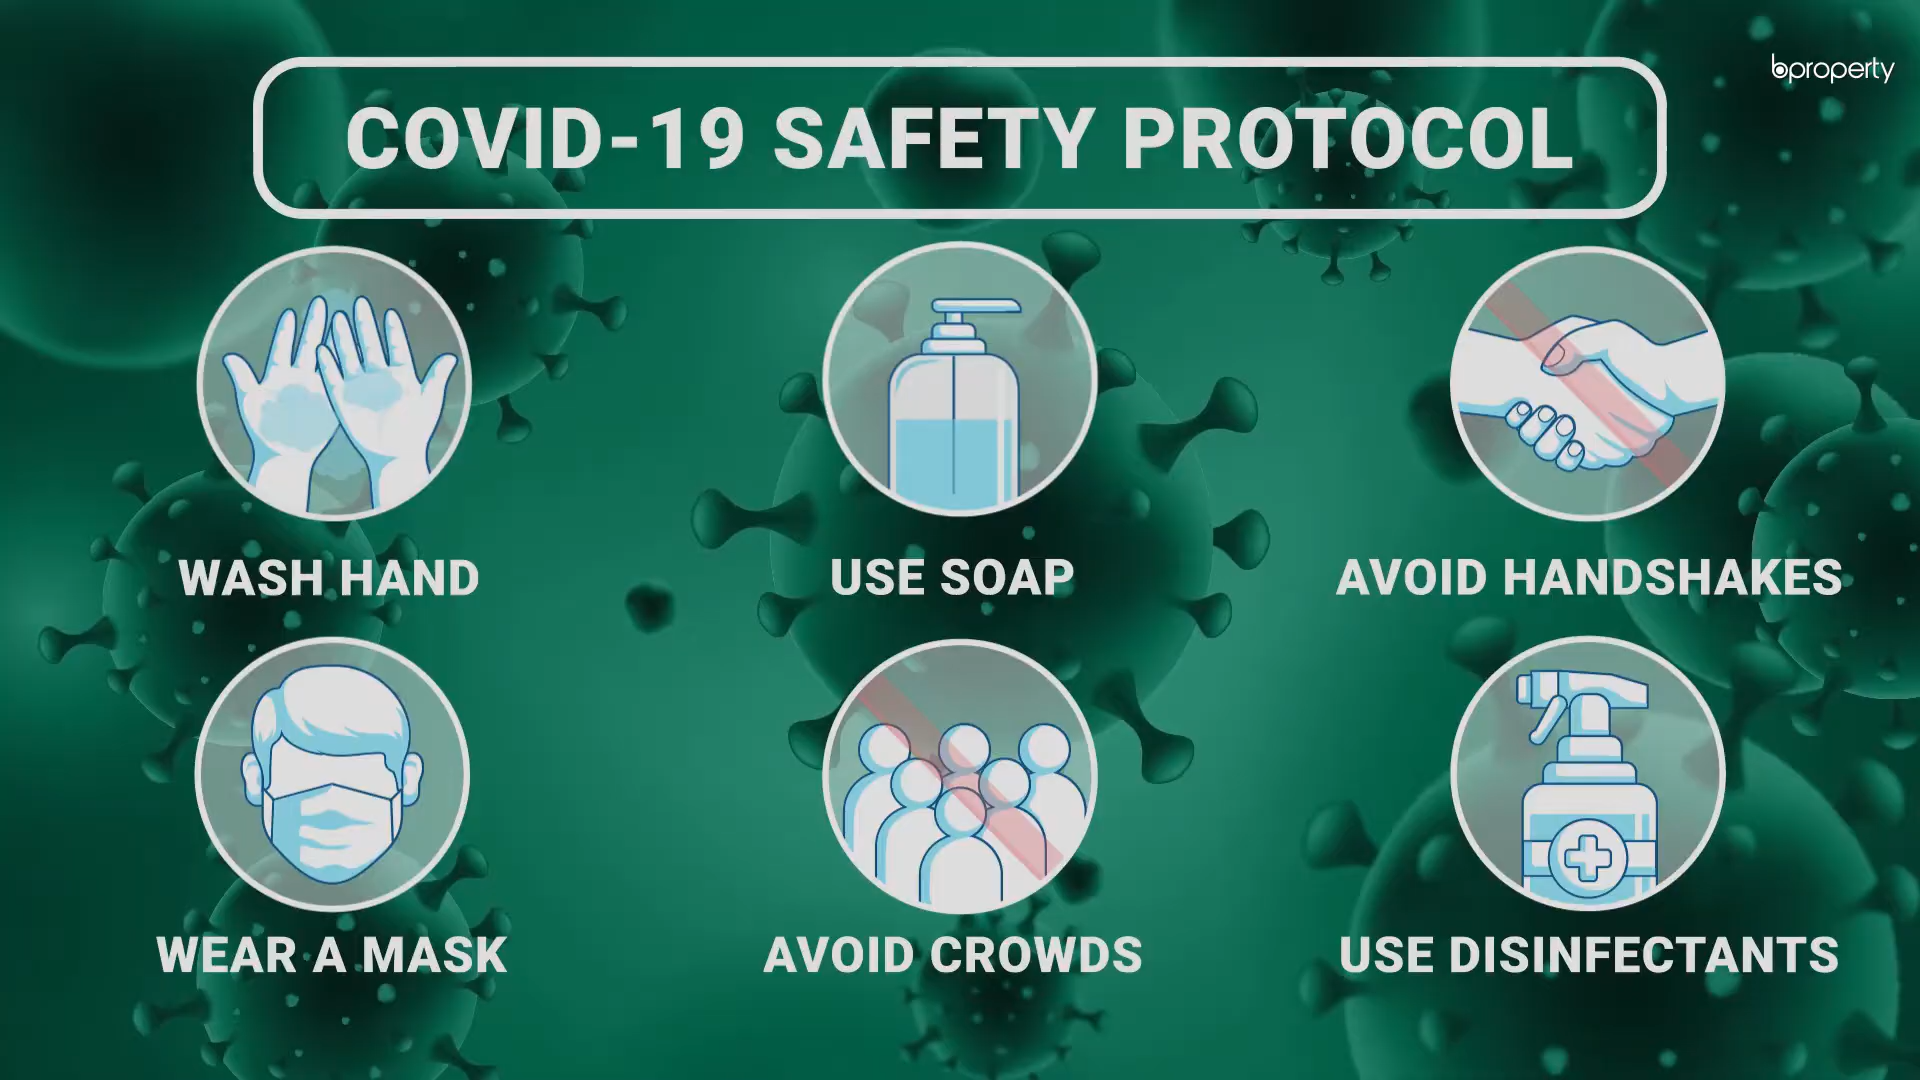 bproperty
COVID-19 SAFETY PROTOCOL
WASH HAND
USE SOAP
AVOID HANDSHAKES
WEAR A MASK
AVOID CROWDS
USE DISINFECTANTS